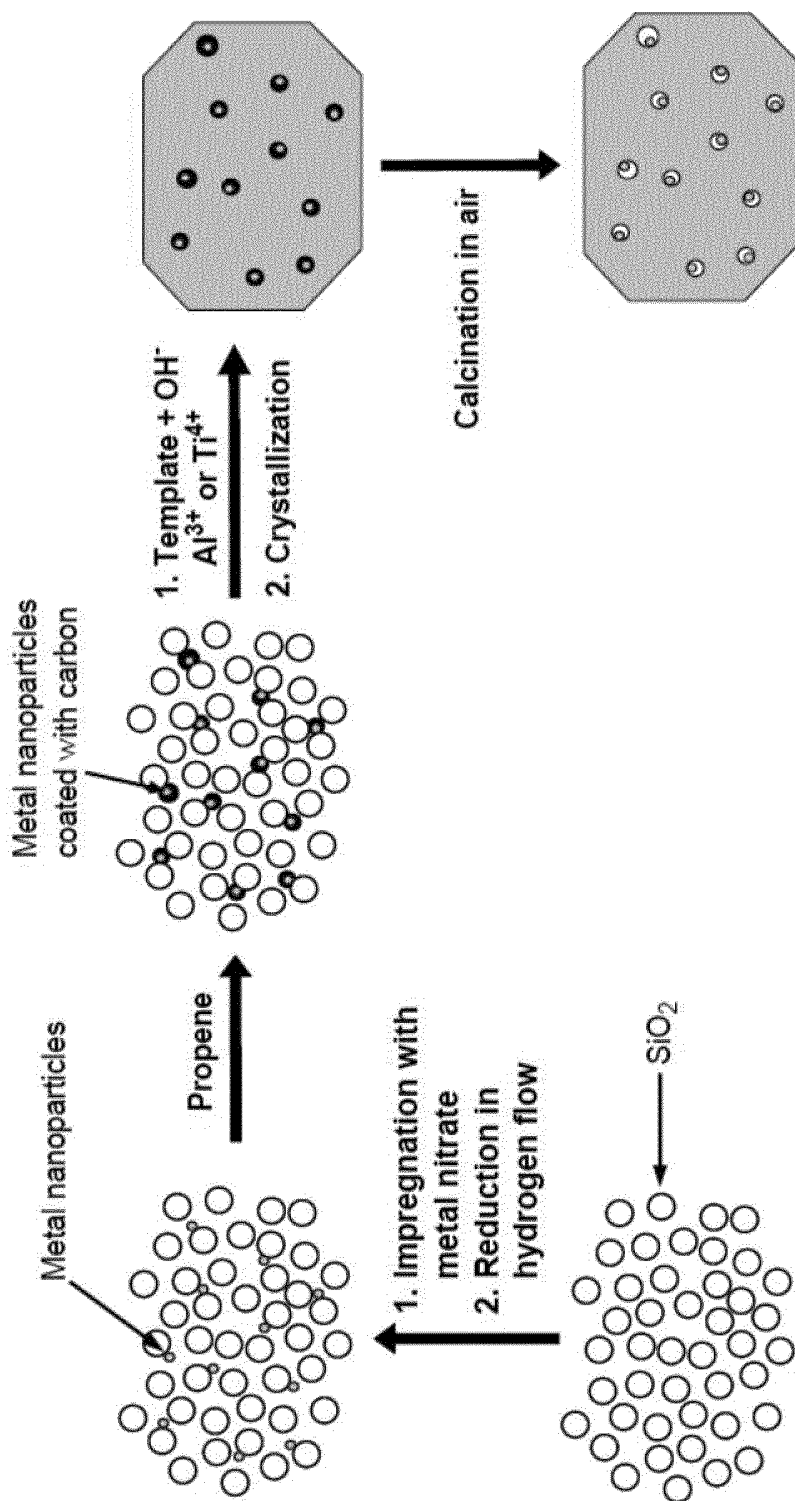 Metal nanoparticles
Propene
Metal nanoparticles
coated with carbon
1. Template + OH⁻
Al³⁺ or Ti⁴⁺
2. Crystallization
1. Impregnation with
metal nitrate
2. Reduction in
hydrogen flow
SiO₂
Calcination in air